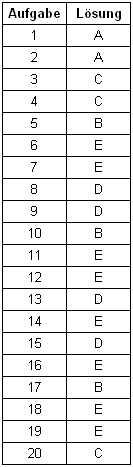 Aufgabe Lösung
1 A
2 A
3 C
4 C
5 B
6 E
7 E
8 D
9 D
10 B
11 E
12 E
13 D
14 E
15 D
16 E
17 B
18 E
19 E
20 C